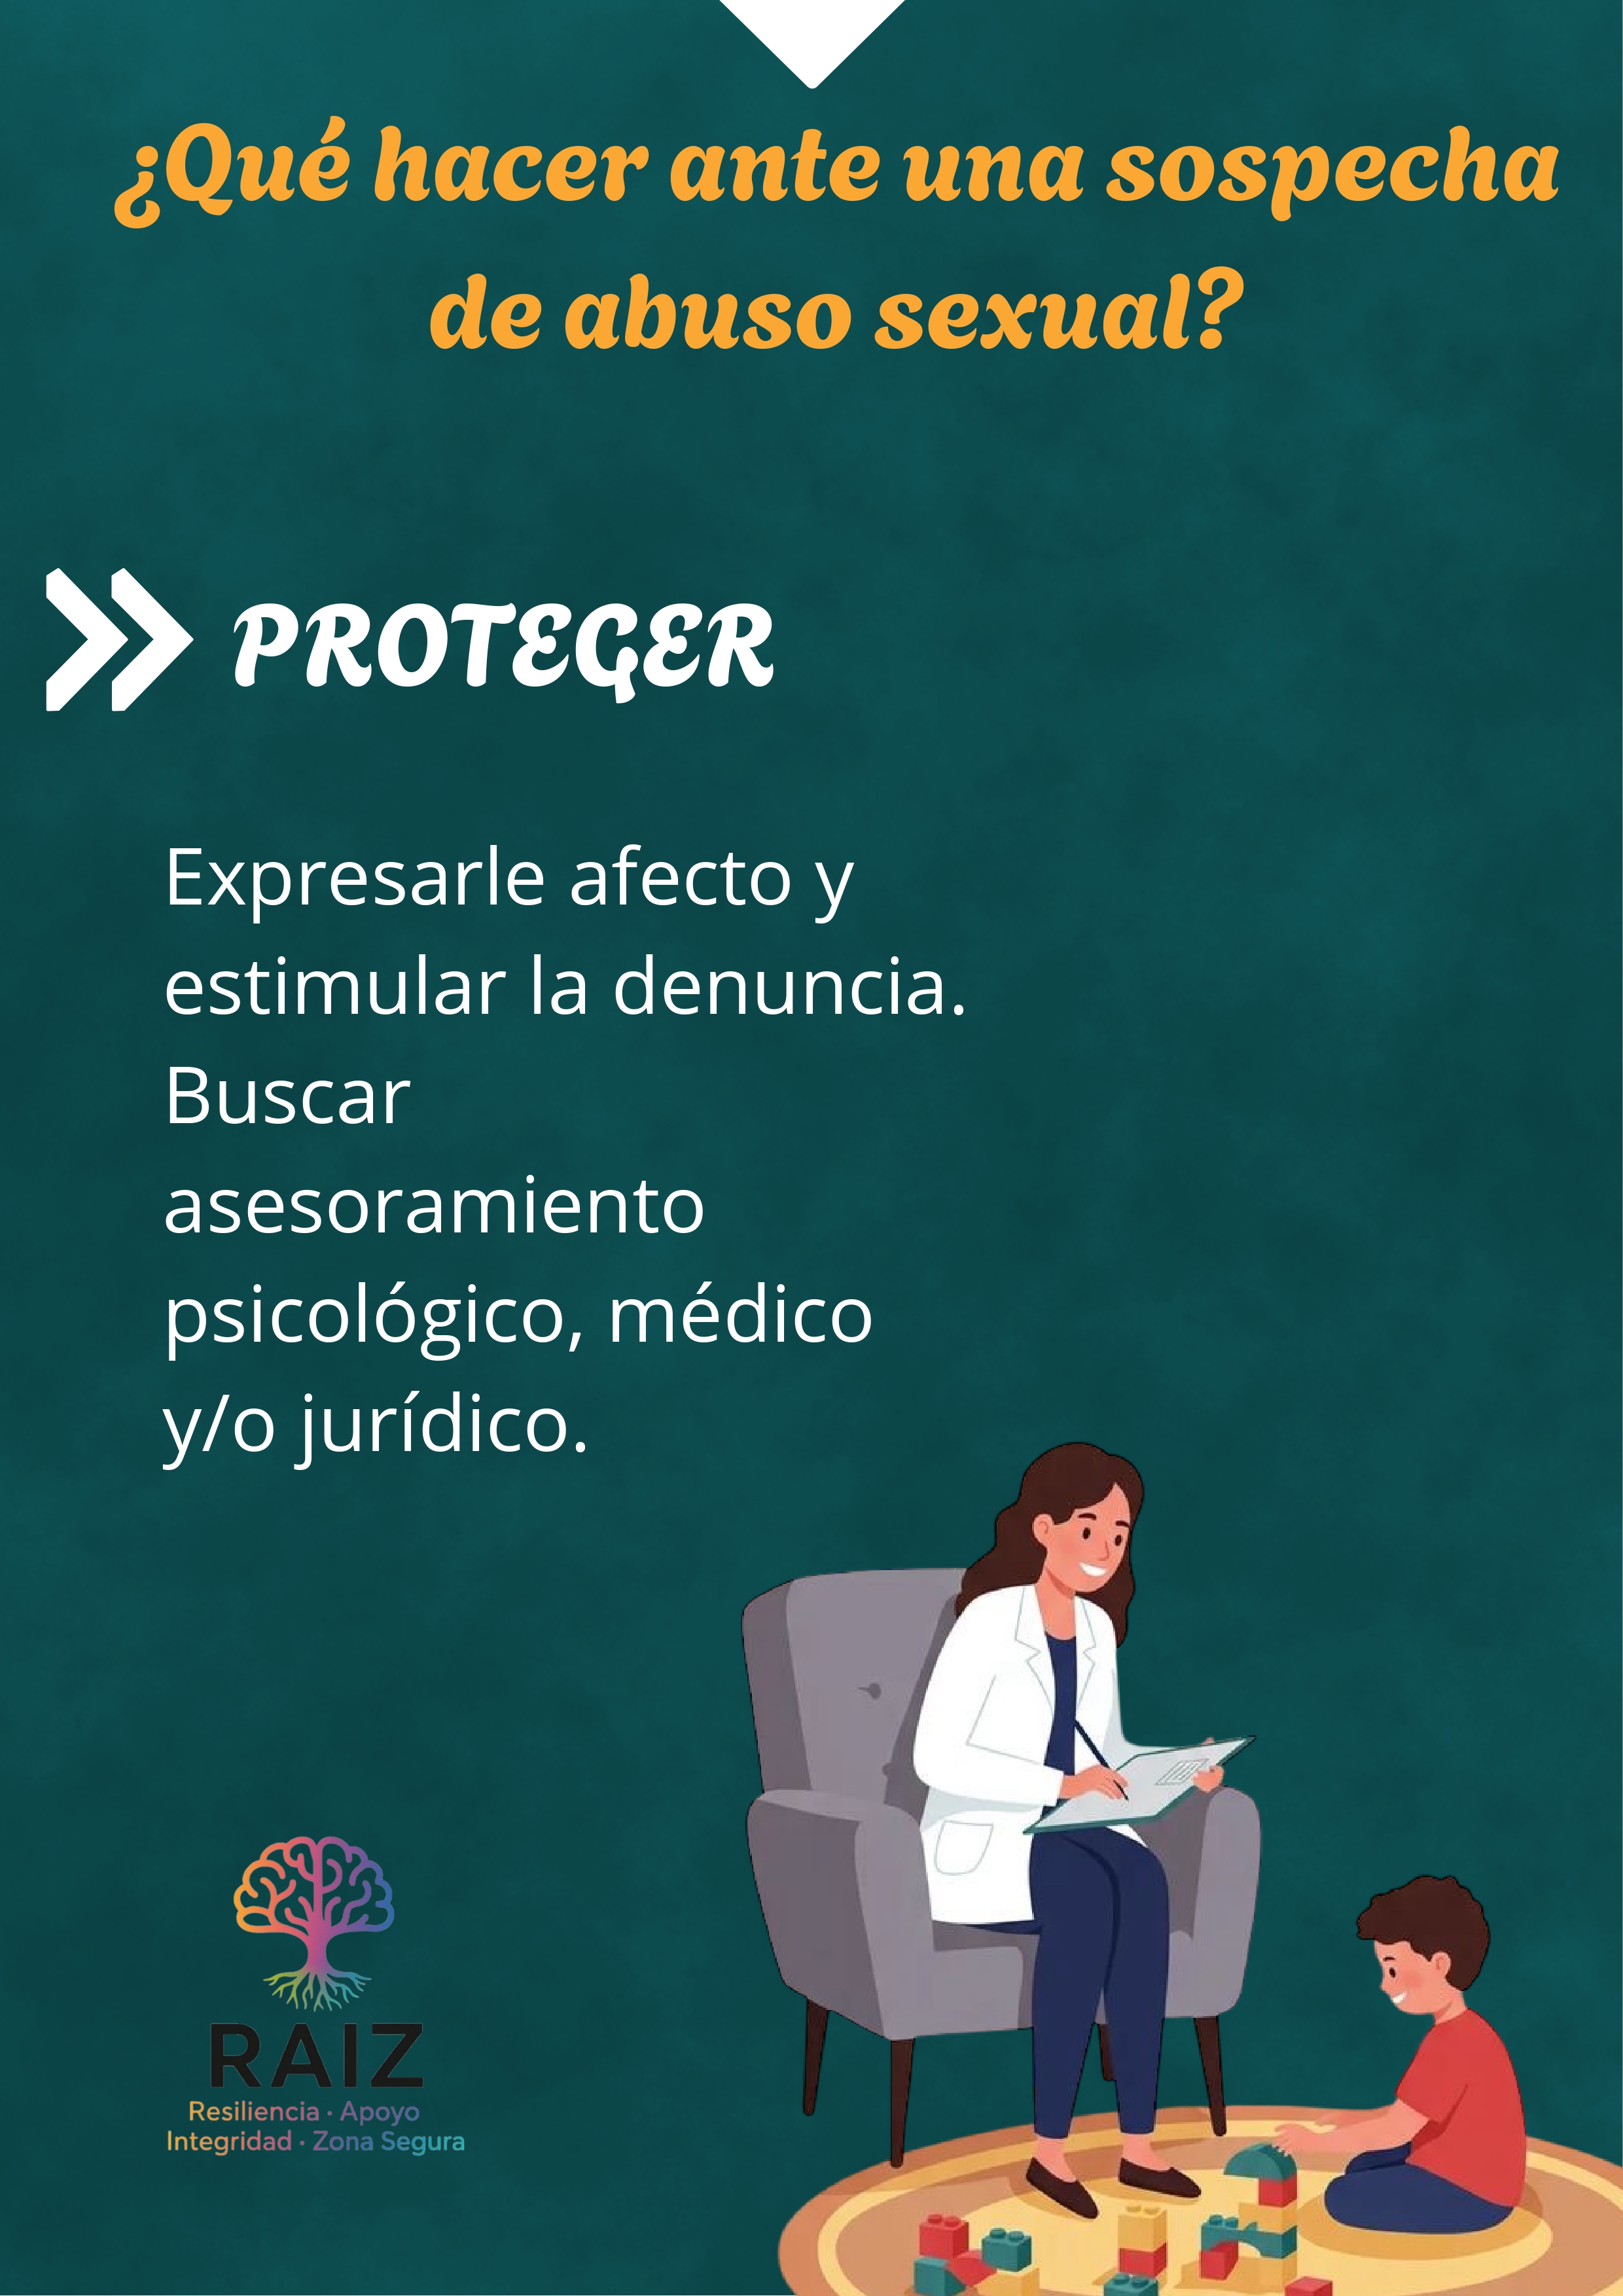 ¿Qué hacer ante una sospecha
de abuso sexual?
PROTEGER
Expresarle afecto y
estimular la denuncia.
Buscar
asesoramiento
psicológico, médico
y/o jurídico.
RAIZ
Resiliencia · Apoyo
Integridad · Zona Segura